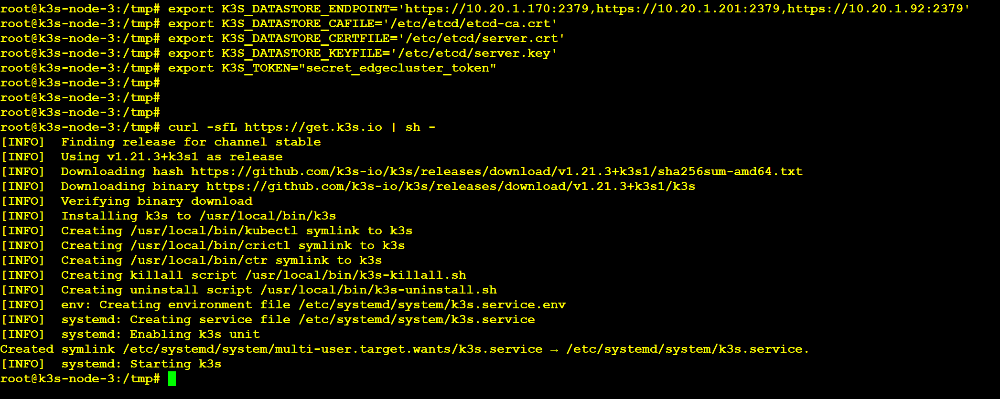 root@k3s-node-3:/tmp# export K3S_DATASTORE_ENDPOINT='https://10.20.1.170:2379,https://10.20.1.201:2379,https://10.20.1.92:2379'
root@k3s-node-3:/tmp# export K3S_DATASTORE_CAFILE='/etc/etcd/etcd-ca.crt'
root@k3s-node-3:/tmp# export K3S_DATASTORE_CERTFILE='/etc/etcd/server.crt'
root@k3s-node-3:/tmp# export K3S_DATASTORE_KEYFILE='/etc/etcd/server.key'
root@k3s-node-3:/tmp# export K3S_TOKEN="secret_edgecluster_token"
root@k3s-node-3:/tmp#
root@k3s-node-3:/tmp#
root@k3s-node-3:/tmp#
root@k3s-node-3:/tmp# curl -sfL https://get.k3s.io | sh -
[INFO]  Finding release for channel stable
[INFO]  Using v1.21.3+k3s1 as release
[INFO]  Downloading hash https://github.com/k3s-io/k3s/releases/download/v1.21.3+k3s1/sha256sum-amd64.txt
[INFO]  Downloading binary https://github.com/k3s-io/k3s/releases/download/v1.21.3+k3s1/k3s
[INFO]  Verifying binary download
[INFO]  Installing k3s to /usr/local/bin/k3s
[INFO]  Creating /usr/local/bin/kubectl symlink to k3s
[INFO]  Creating /usr/local/bin/crictl symlink to k3s
[INFO]  Creating /usr/local/bin/ctr symlink to k3s
[INFO]  Creating killall script /usr/local/bin/k3s-killall.sh
[INFO]  Creating uninstall script /usr/local/bin/k3s-uninstall.sh
[INFO]  env: Creating environment file /etc/systemd/system/k3s.service.env
[INFO]  systemd: Creating service file /etc/systemd/system/k3s.service
[INFO]  systemd: Enabling k3s unit
Created symlink /etc/systemd/system/multi-user.target.wants/k3s.service → /etc/systemd/system/k3s.service.
[INFO]  systemd: Starting k3s
root@k3s-node-3:/tmp#